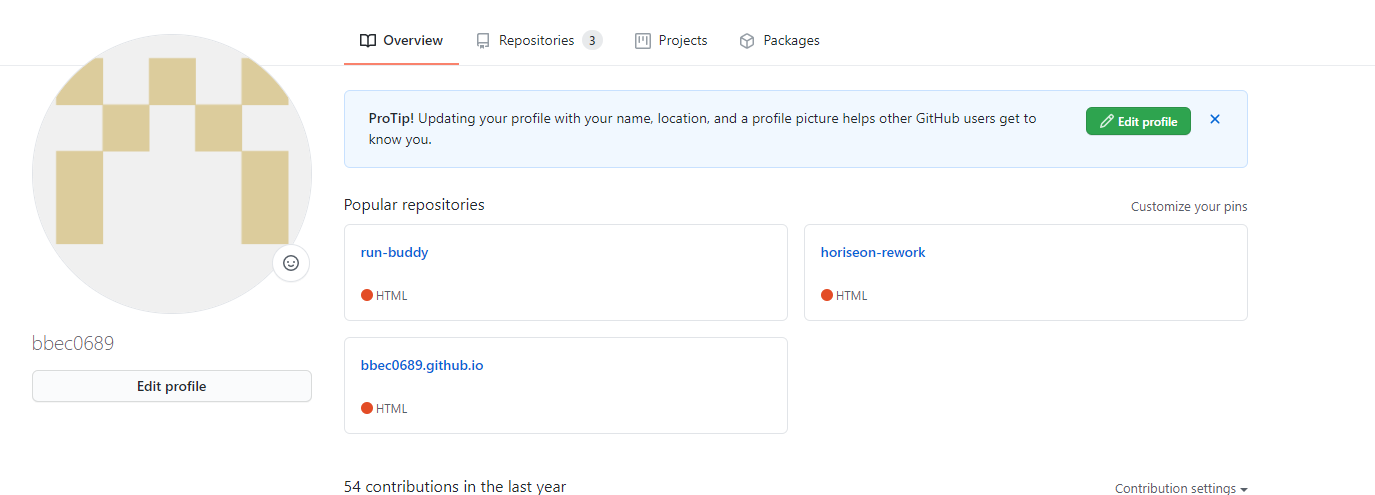 Overview Repositories 3 Projects Packages
ProTip! Updating your profile with your name, location, and a profile picture helps other GitHub users get to
know you.
Edit profile
bbec0689
Edit profile
Popular repositories
Customize your pins
run-buddy
HTML
horiseon-rework
HTML
bbec0689.github.io
HTML
54 contributions in the last year
Contribution settings